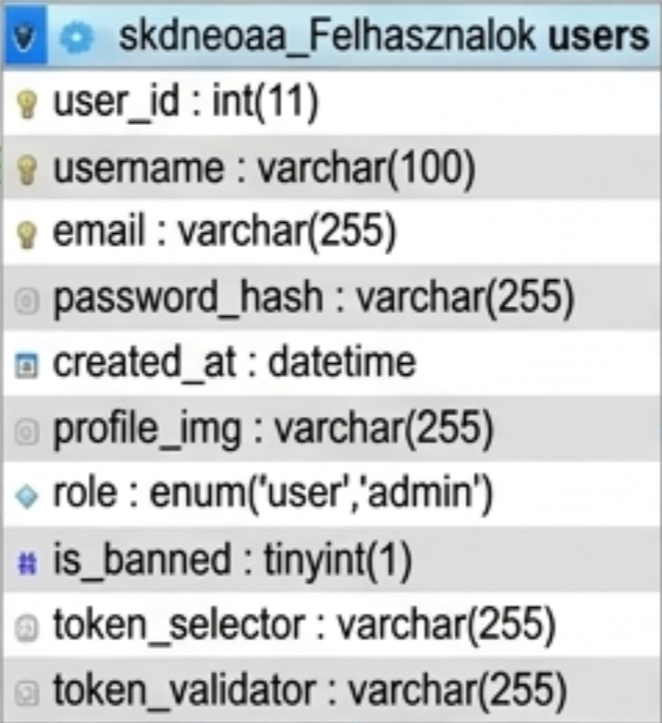 skdneoaa_Felhasznalok users
user_id : int(11)
username : varchar(100)
email : varchar(255)
password_hash : varchar(255)
created_at : datetime
profile_img : varchar(255)
role : enum('user','admin')
# is_banned : tinyint(1)
token_selector : varchar(255)
token_validator : varchar(255)